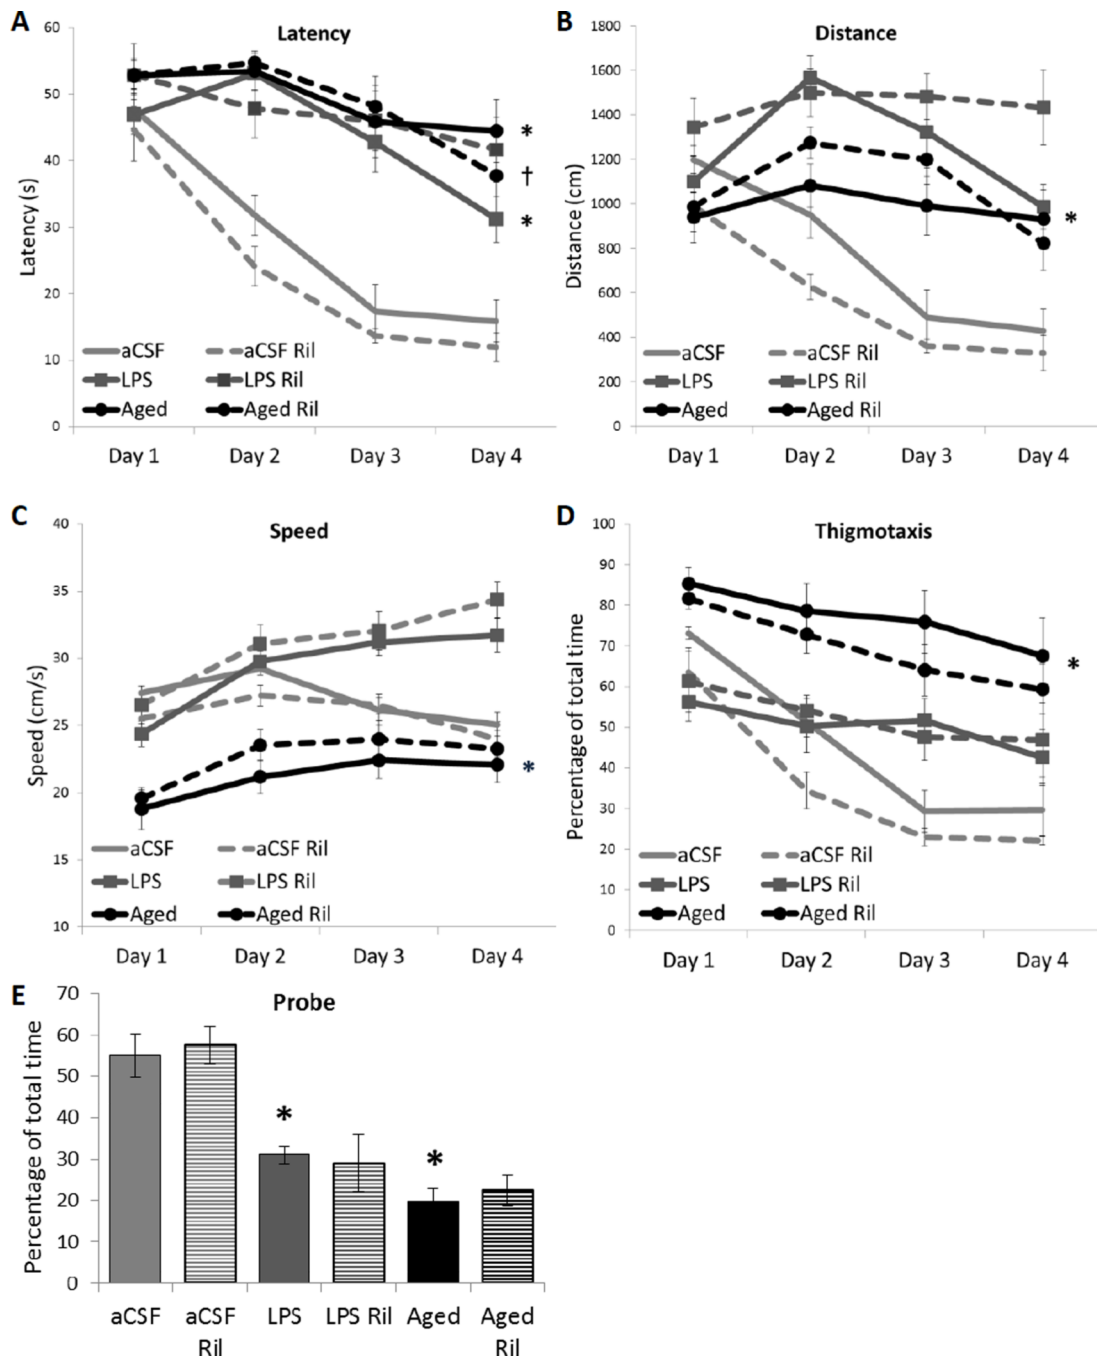 A
Latency
Latency (s)
60
50
40
30
20
10
0
*
†
*
aCSF
aCSF Ril
LPS
LPS Ril
Aged
Aged Ril
Day 1
Day 2
Day 3
Day 4
B
Distance
Distance (cm)
1800
1600
1400
1200
1000
800
600
400
200
0
*
aCSF
aCSF Ril
LPS
LPS Ril
Aged
Aged Ril
Day 1
Day 2
Day 3
Day 4
C
Speed
Speed (cm/s)
40
35
30
25
20
15
10
*
aCSF
aCSF Ril
LPS
LPS Ril
Aged
Aged Ril
Day 1
Day 2
Day 3
Day 4
D
Thigmotaxis
Percentage of total time
100
90
80
70
60
50
40
30
20
10
0
*
aCSF
aCSF Ril
LPS
LPS Ril
Aged
Aged Ril
Day 1
Day 2
Day 3
Day 4
E
Probe
Percentage of total time
70
60
50
40
30
20
10
0
*
*
aCSF
aCSF
Ril
LPS
LPS Ril
Aged
Aged
Ril